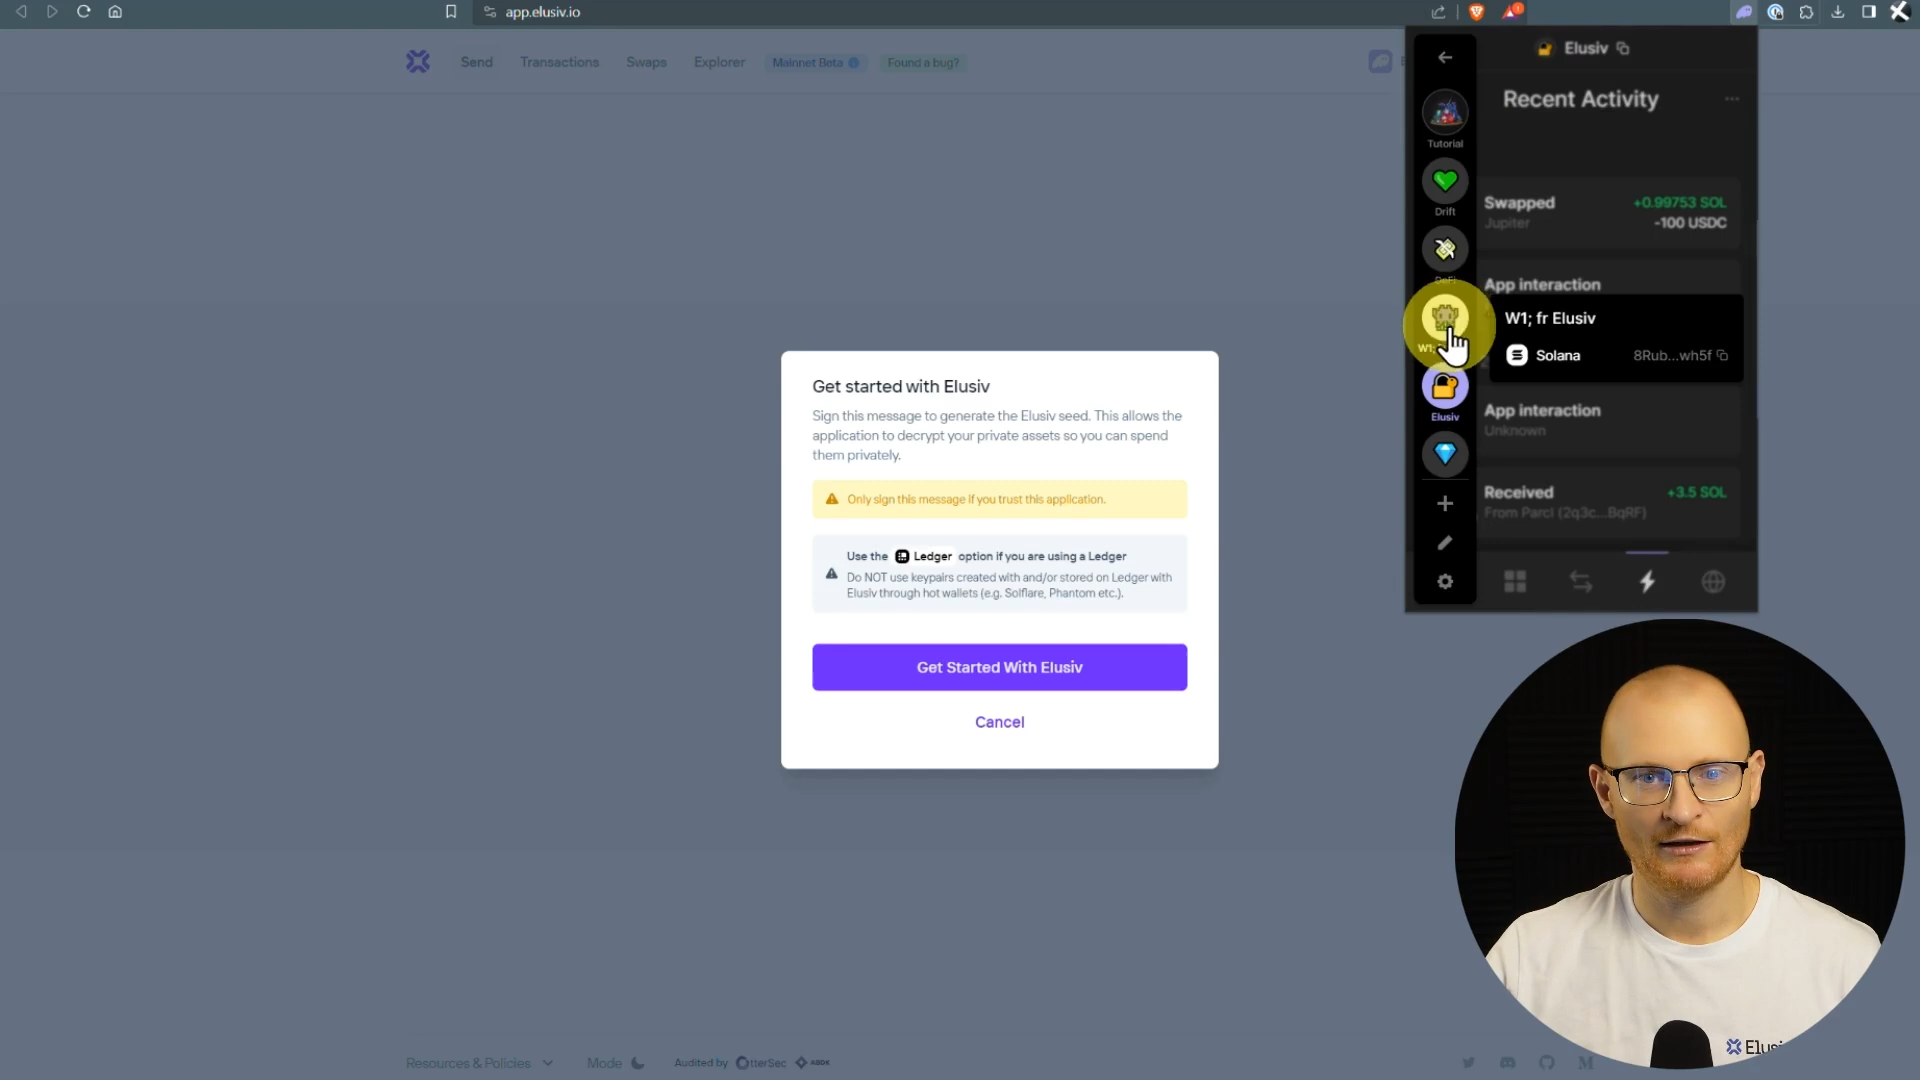 app.elusiv.io
Send
Transactions
Swaps
Explorer
Mainnet Beta
Found a bug?
Elusiv
Recent Activity
Tutorial
Swapped
+0.99753 SOL
Jupiter
-100 USDC
Drift
DeFi
App interaction
W1; fr Elusiv
Solana
8Rub...wh5f
W1;
Elusiv
App interaction
Unknown
Received
+3.5 SOL
From Parcl (2q3c...BqRF)
Get started with Elusiv
Sign this message to generate the Elusiv seed. This allows the
application to decrypt your private assets so you can spend
them privately.
Only sign this message if you trust this application.
Use the Ledger option if you are using a Ledger
Do NOT use keypairs created with and/or stored on Ledger with
Elusiv through hot wallets (e.g. Solflare, Phantom etc.).
Get Started With Elusiv
Cancel
Resources & Policies
Mode
Audited by
OtterSec
ABDK